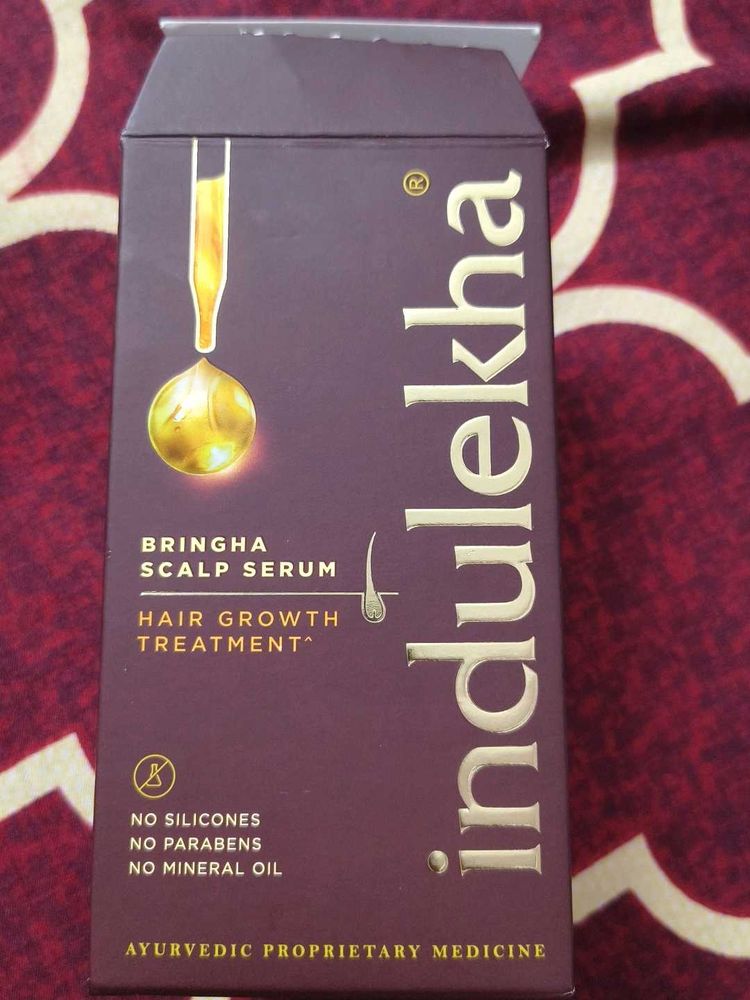 indulekha®
BRINGHA
SCALP SERUM
HAIR GROWTH
TREATMENT^
NO SILICONES
NO PARABENS
NO MINERAL OIL
AYURVEDIC PROPRIETARY MEDICINE